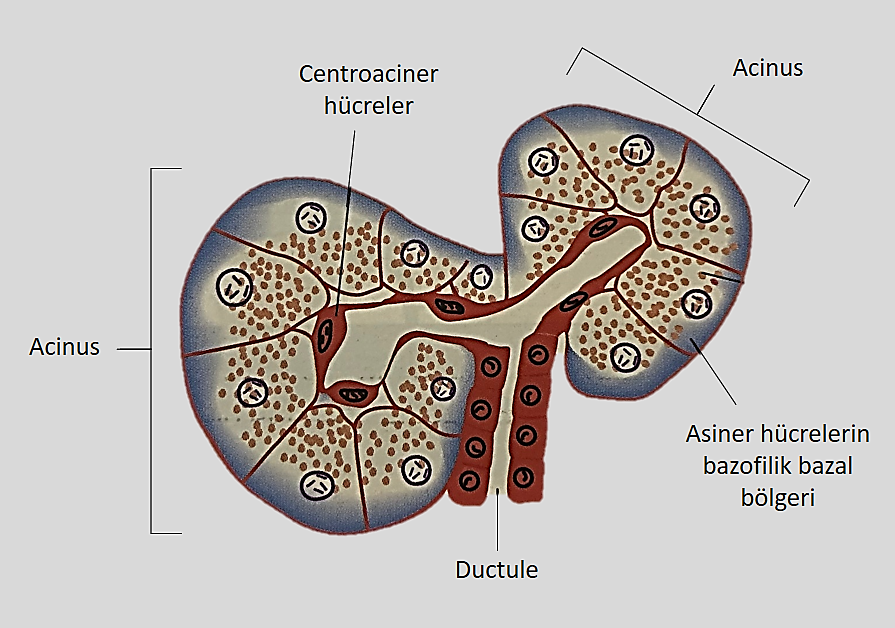 Centroaciner
hücreler
Acinus
Acinus
Asiner hücrelerin
bazofilik bazal
bölgeri
Ductule